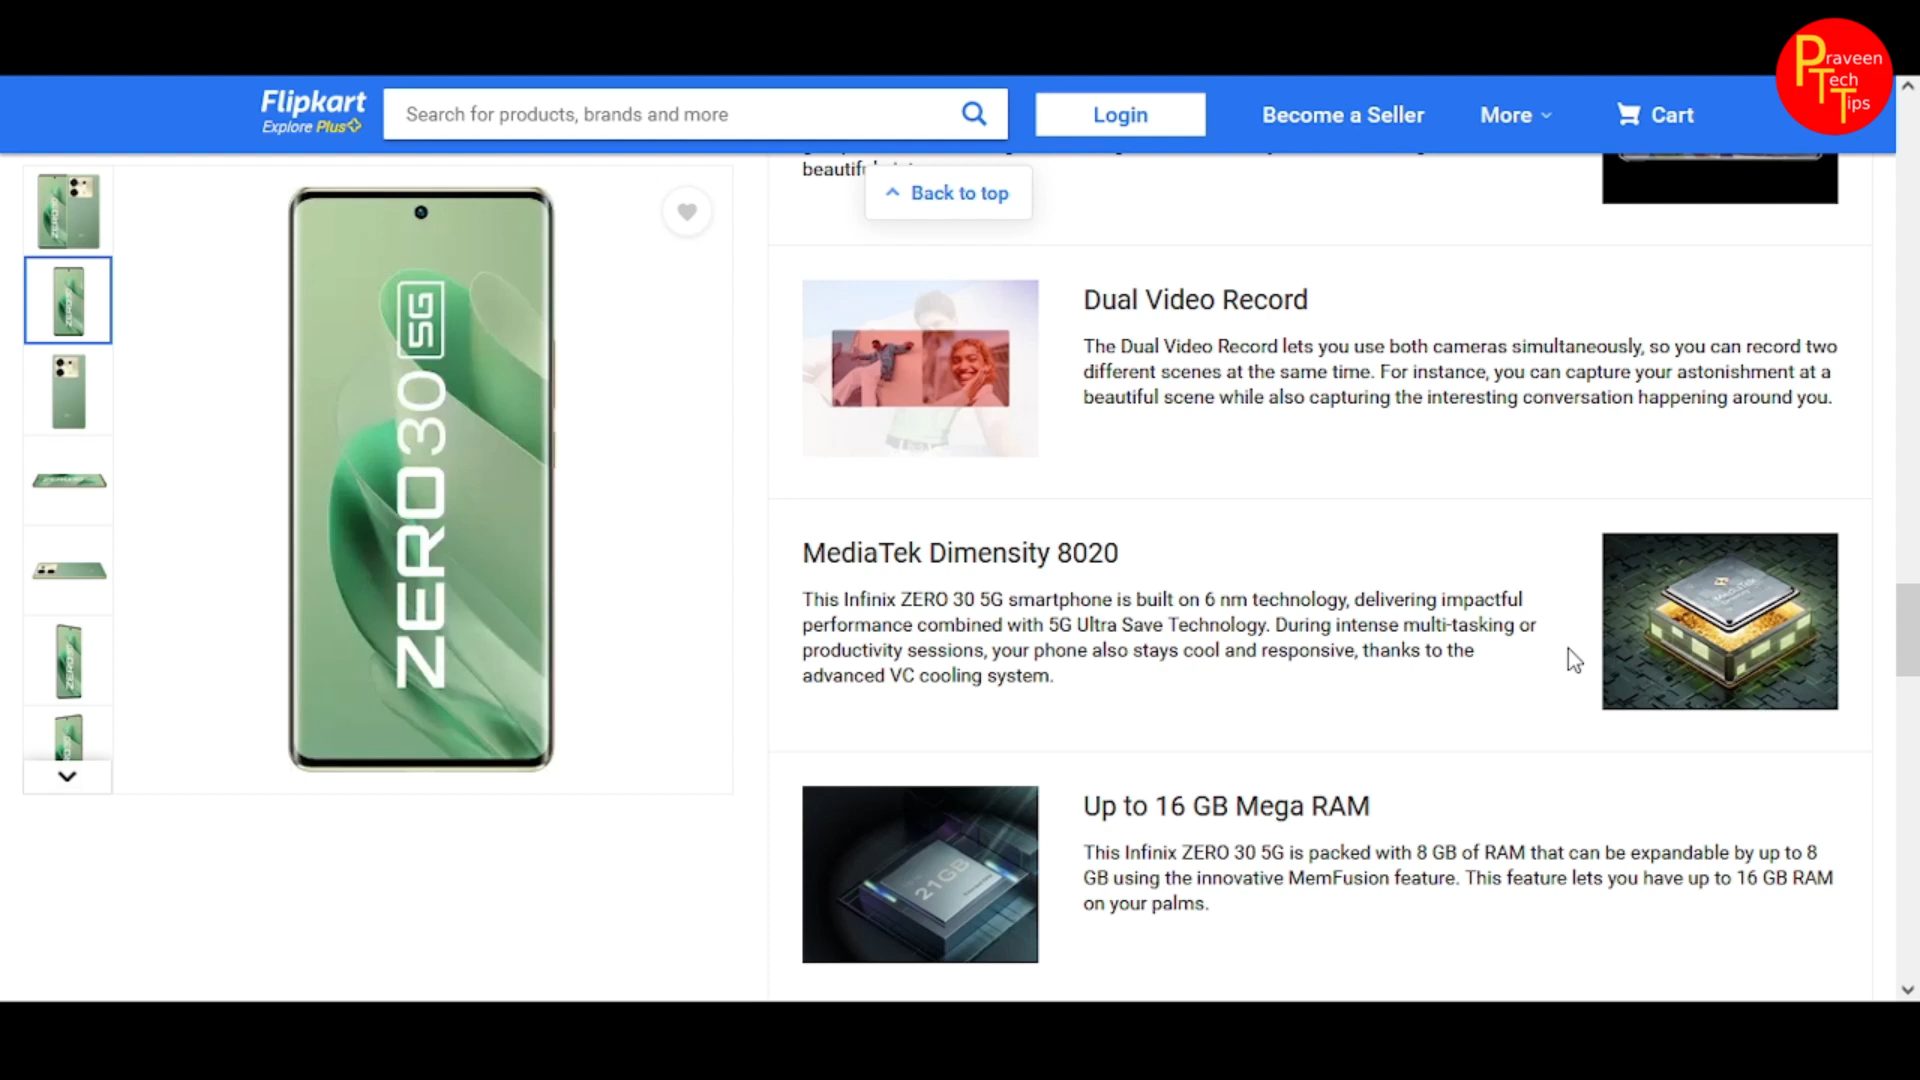 Praveen
Tech
Tips
Flipkart
Explore Plus
Search for products, brands and more
Login
Become a Seller
More
Cart
Back to top
ZERO 30 5G
Dual Video Record
The Dual Video Record lets you use both cameras simultaneously, so you can record two
different scenes at the same time. For instance, you can capture your astonishment at a
beautiful scene while also capturing the interesting conversation happening around you.
MediaTek Dimensity 8020
This Infinix ZERO 30 5G smartphone is built on 6 nm technology, delivering impactful
performance combined with 5G Ultra Save Technology. During intense multi-tasking or
productivity sessions, your phone also stays cool and responsive, thanks to the
advanced VC cooling system.
MediaTek
21GB
Up to 16 GB Mega RAM
This Infinix ZERO 30 5G is packed with 8 GB of RAM that can be expandable by up to 8
GB using the innovative MemFusion feature. This feature lets you have up to 16 GB RAM
on your palms.